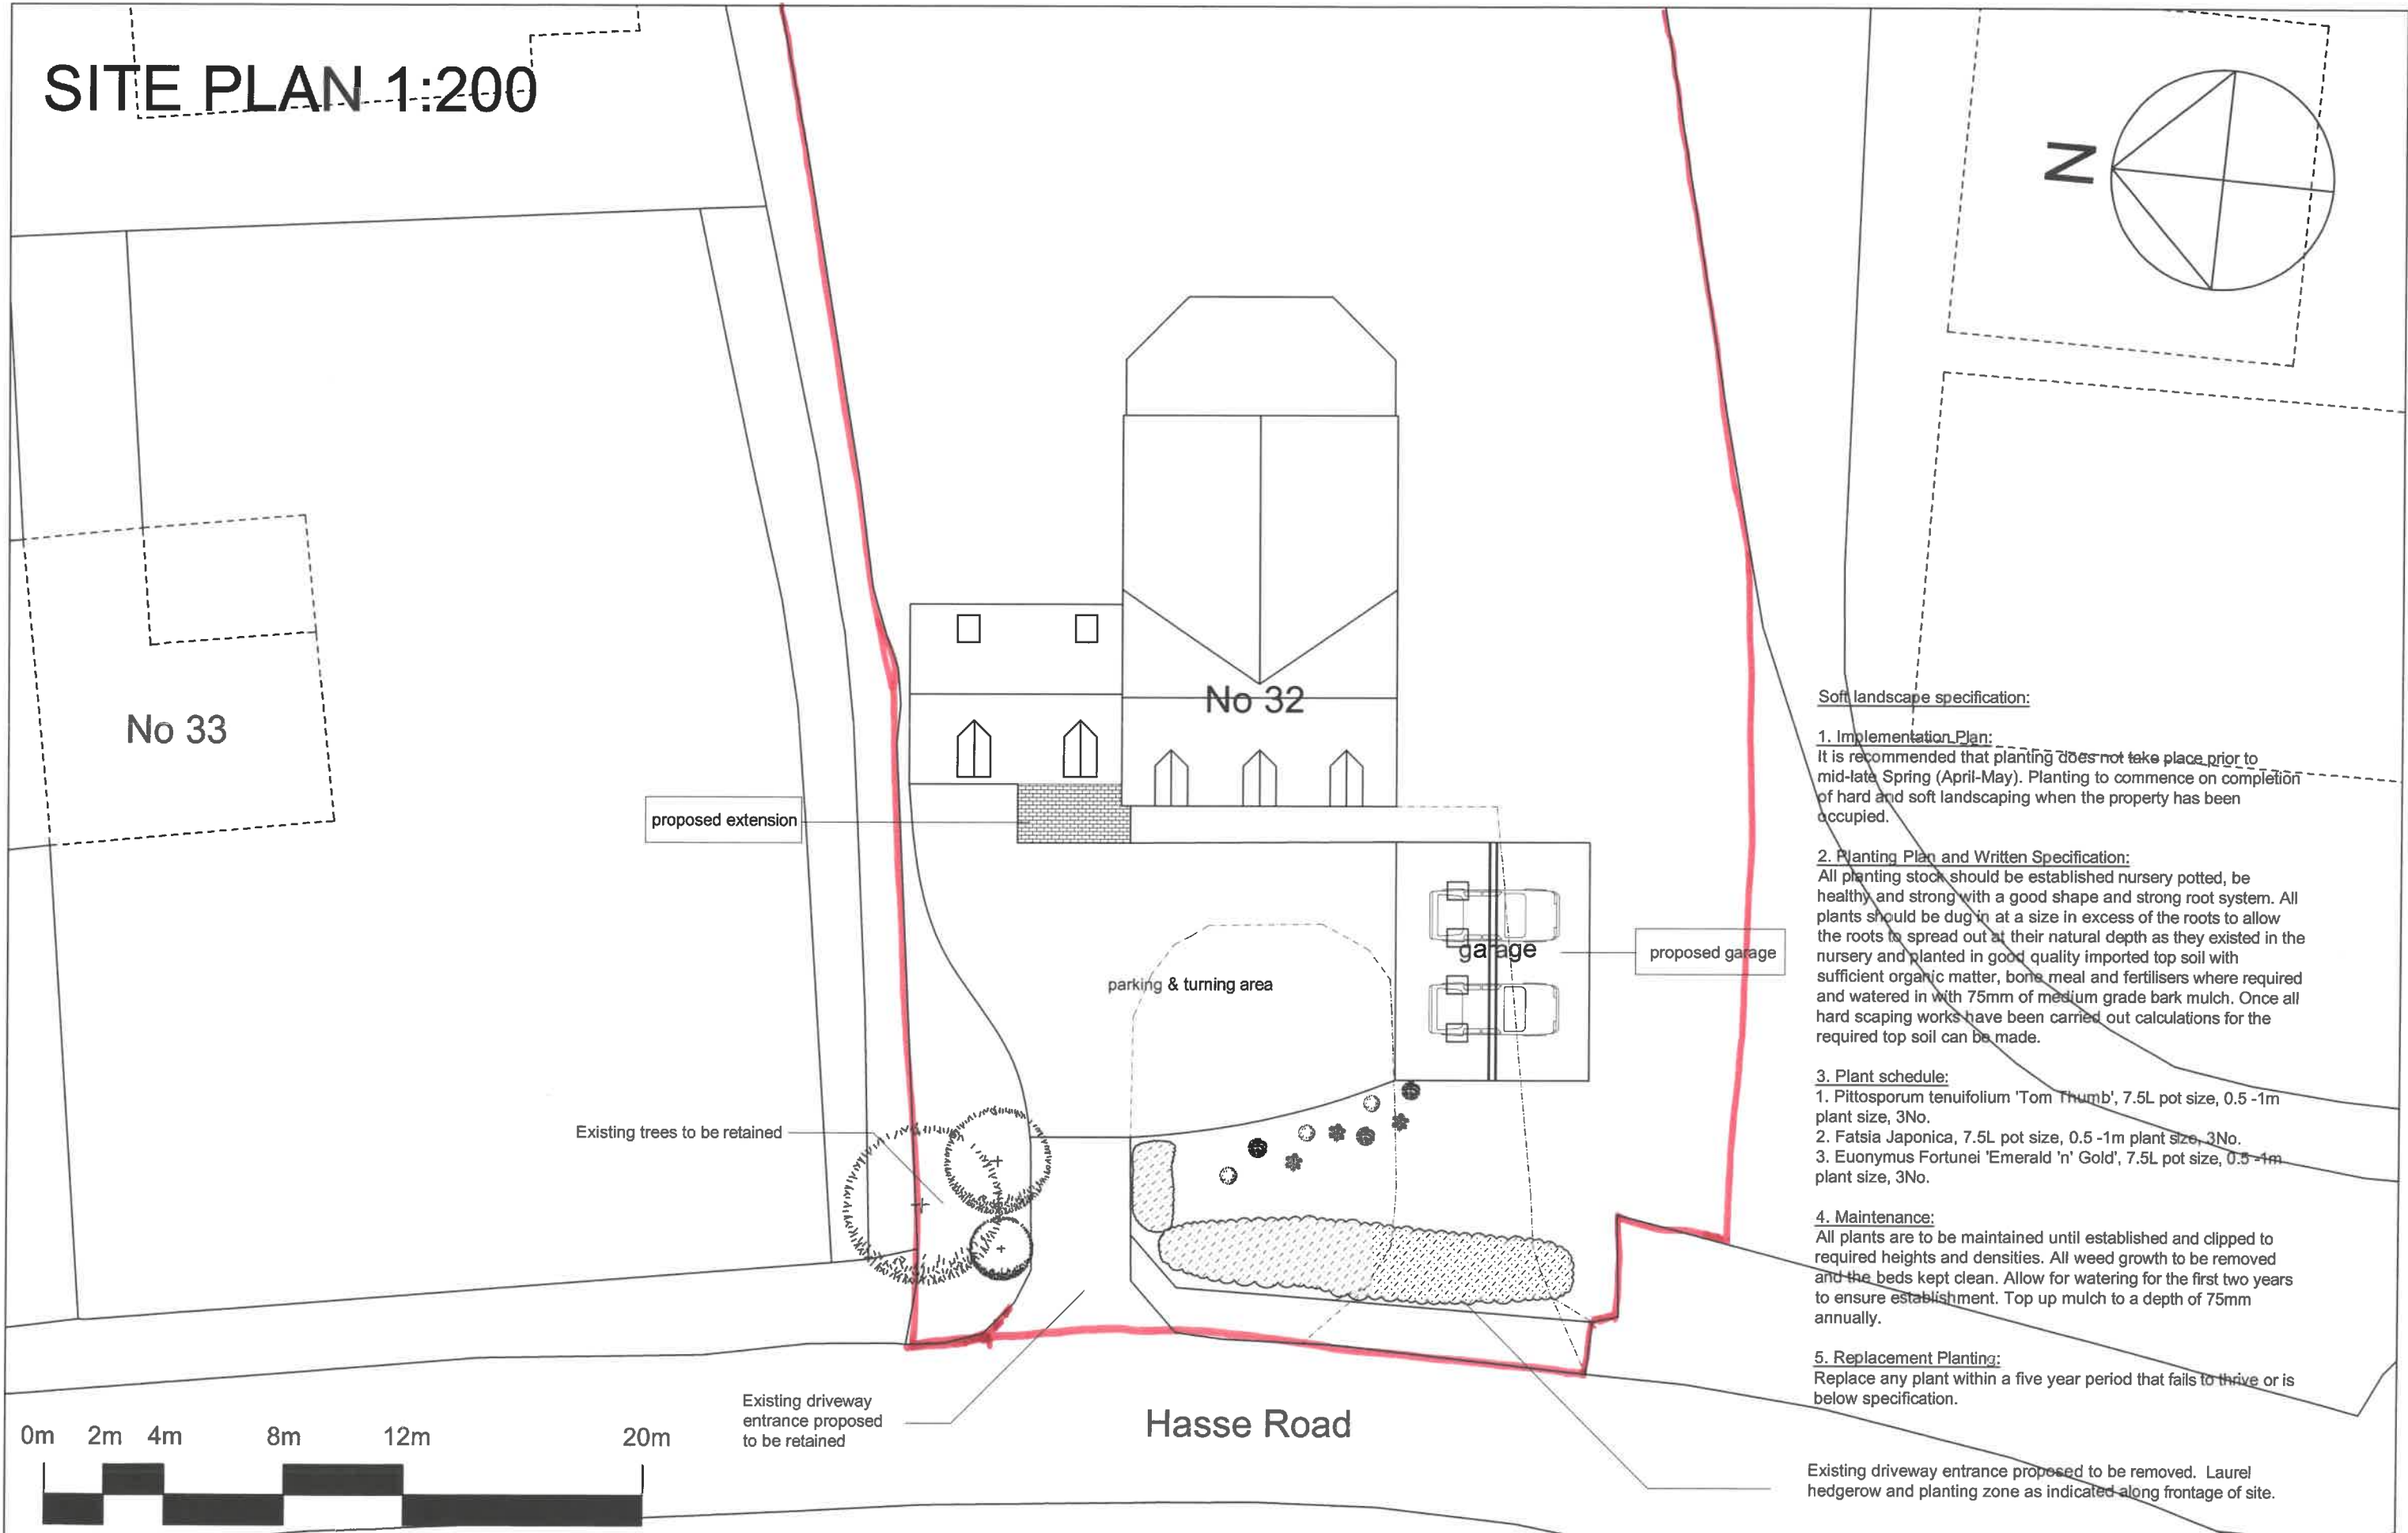 SITE PLAN 1:200
N
No 33
No 32
proposed extension
garage
proposed garage
parking & turning area
Existing trees to be retained
Soft landscape specification:
1. Implementation Plan:
It is recommended that planting does not take place prior to
mid-late Spring (April-May). Planting to commence on completion
of hard and soft landscaping when the property has been
occupied.
2. Planting Plan and Written Specification:
All planting stock should be established nursery potted, be
healthy and strong with a good shape and strong root system. All
plants should be dug in at a size in excess of the roots to allow
the roots to spread out at their natural depth as they existed in the
nursery and planted in good quality imported top soil with
sufficient organic matter, bone meal and fertilisers where required
and watered in with 75mm of medium grade bark mulch. Once all
hard scaping works have been carried out calculations for the
required top soil can be made.
3. Plant schedule:
1. Pittosporum tenuifolium 'Tom Thumb', 7.5L pot size, 0.5 -1m
plant size, 3No.
2. Fatsia Japonica, 7.5L pot size, 0.5 -1m plant size, 3No.
3. Euonymus Fortunei 'Emerald 'n' Gold', 7.5L pot size, 0.5 -1m
plant size, 3No.
4. Maintenance:
All plants are to be maintained until established and clipped to
required heights and densities. All weed growth to be removed
and the beds kept clean. Allow for watering for the first two years
to ensure establishment. Top up mulch to a depth of 75mm
annually.
5. Replacement Planting:
Replace any plant within a five year period that fails to thrive or is
below specification.
Existing driveway
entrance proposed
to be retained
Hasse Road
0m 2m 4m 8m 12m 20m
Existing driveway entrance proposed to be removed. Laurel
hedgerow and planting zone as indicated along frontage of site.